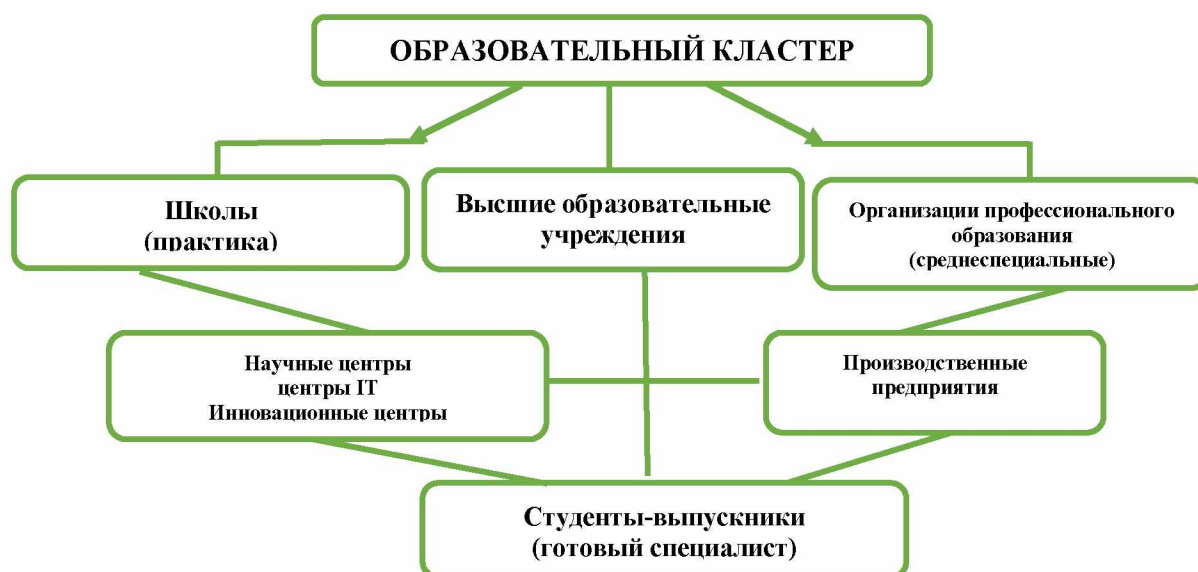 ОБРАЗОВАТЕЛЬНЫЙ КЛАСТЕР
Школы
(практика)
Высшие образовательные
учреждения
Организации профессионального
образования
(среднеспециальные)
Научные центры
центры IT
Инновационные центры
Производственные
предприятия
Студенты-выпускники
(готовый специалист)